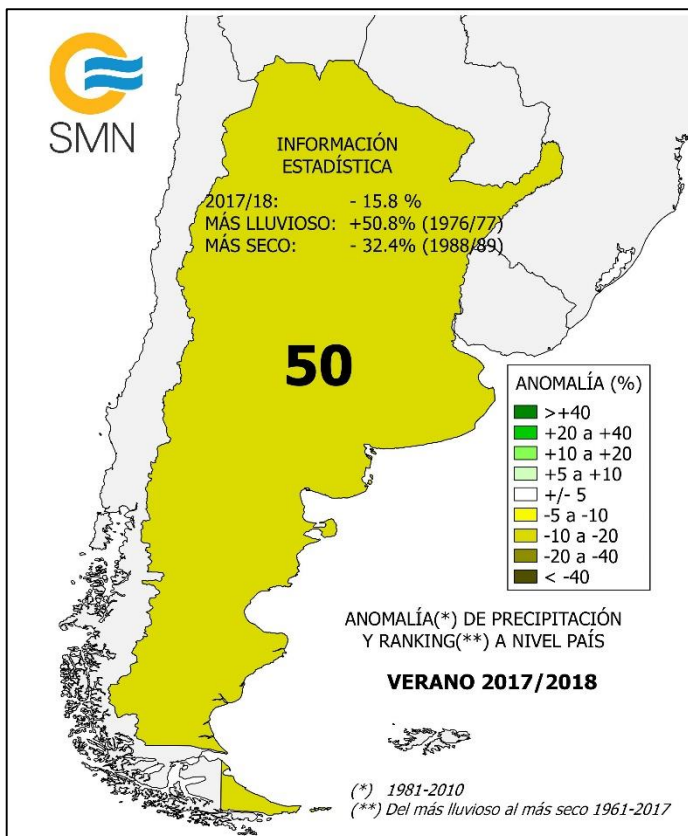 SMN
INFORMACIÓN
ESTADÍSTICA
2017/18: - 15.8 %
MÁS LLUVIOSO: +50.8% (1976/77)
MÁS SECO: - 32.4% (1988/89)
50
ANOMALÍA (%)
>+40
+20 a +40
+10 a +20
+5 a +10
+/- 5
-5 a -10
-10 a -20
-20 a -40
< -40
ANOMALÍA(*) DE PRECIPITACIÓN
Y RANKING(**) A NIVEL PAÍS
VERANO 2017/2018
(*) 1981-2010
(**) Del más lluvioso al más seco 1961-2017